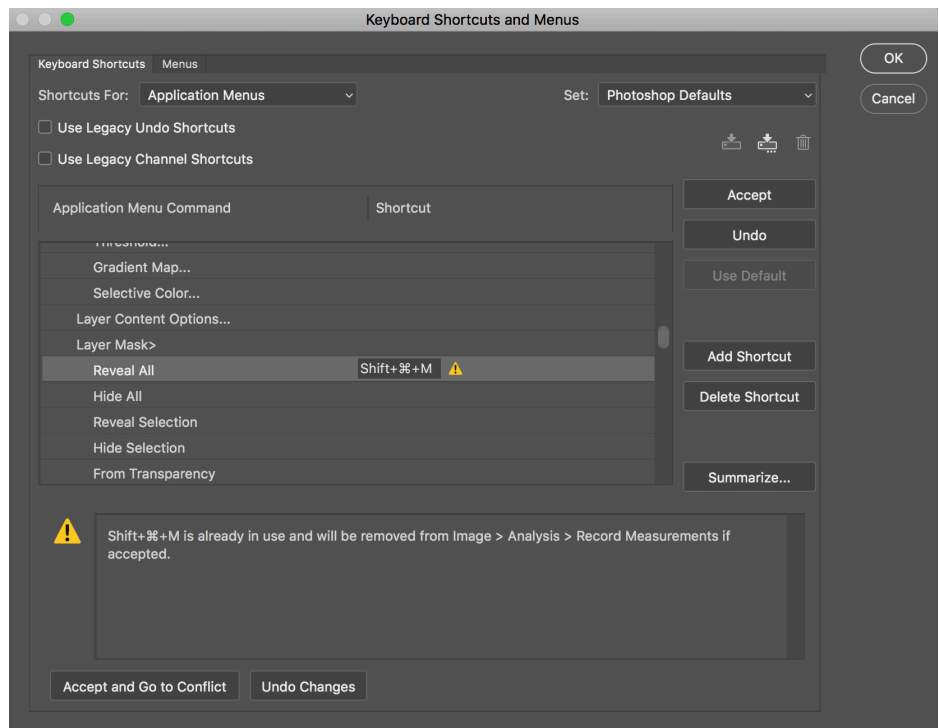 Keyboard Shortcuts and Menus
Keyboard Shortcuts Menus
OK
Shortcuts For: Application Menus Set: Photoshop Defaults
Cancel
Use Legacy Undo Shortcuts
Use Legacy Channel Shortcuts
Accept
Application Menu Command Shortcut
Undo
Threshold...
Gradient Map...
Use Default
Selective Color...
Layer Content Options...
Layer Mask>
Add Shortcut
Reveal All Shift+⌘+M
Hide All
Delete Shortcut
Reveal Selection
Hide Selection
From Transparency
Summarize...
Shift+⌘+M is already in use and will be removed from Image > Analysis > Record Measurements if
accepted.
Accept and Go to Conflict Undo Changes